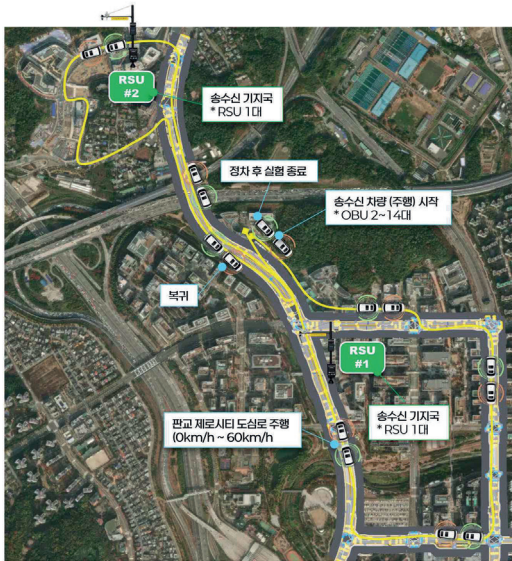 RSU
#2
송수신 기지국
* RSU 1대
정차 후 실험 종료
송수신 차량 (주행) 시작
* OBU 2~14대
복귀
RSU
#1
송수신 기지국
* RSU 1대
판교 제로시티 도심로 주행
(0km/h ~ 60km/h